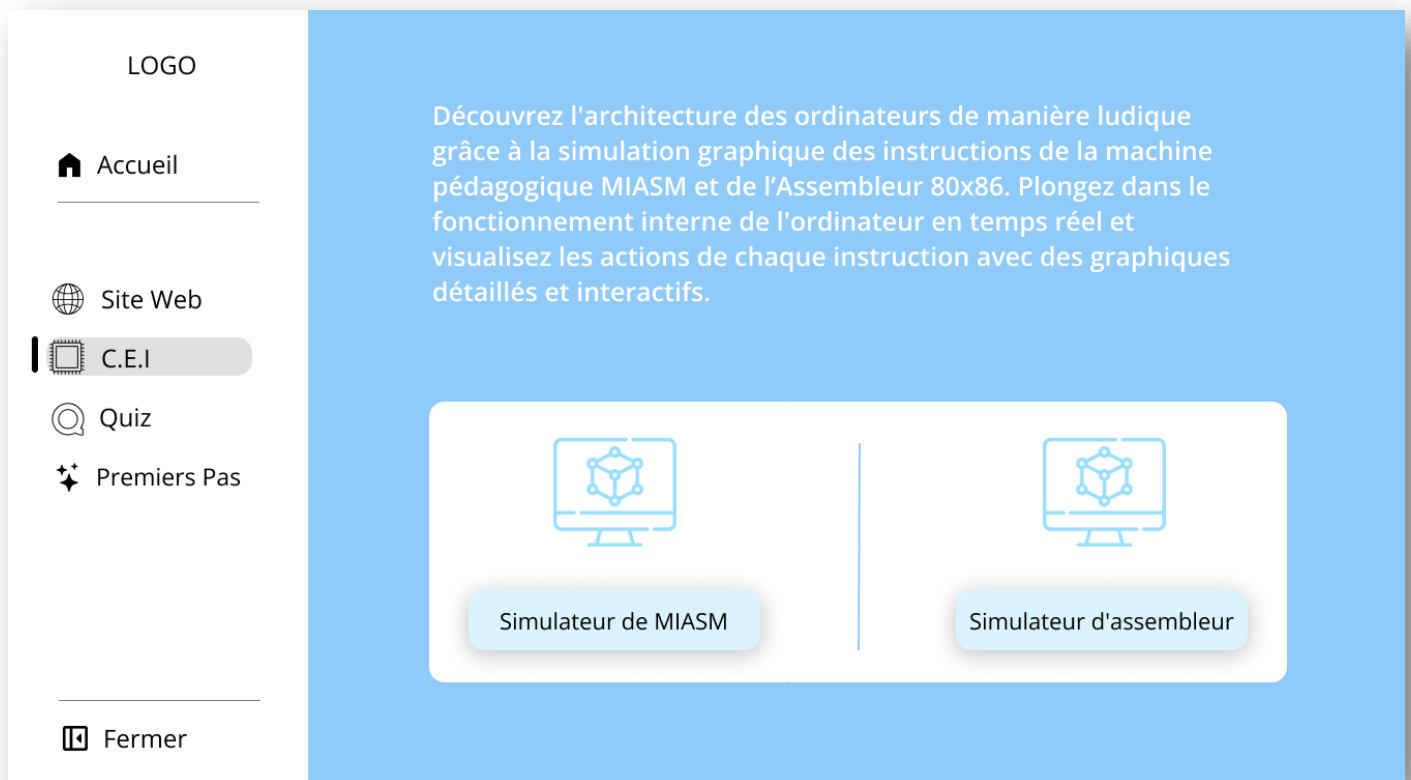 LOGO
Accueil
Site Web
C.E.I
Quiz
Premiers Pas
Fermer
Découvrez l'architecture des ordinateurs de manière ludique
grâce à la simulation graphique des instructions de la machine
pédagogique MIASM et de l’Assembleur 80x86. Plongez dans le
fonctionnement interne de l'ordinateur en temps réel et
visualisez les actions de chaque instruction avec des graphiques
détaillés et interactifs.
Simulateur de MIASM
Simulateur d'assembleur